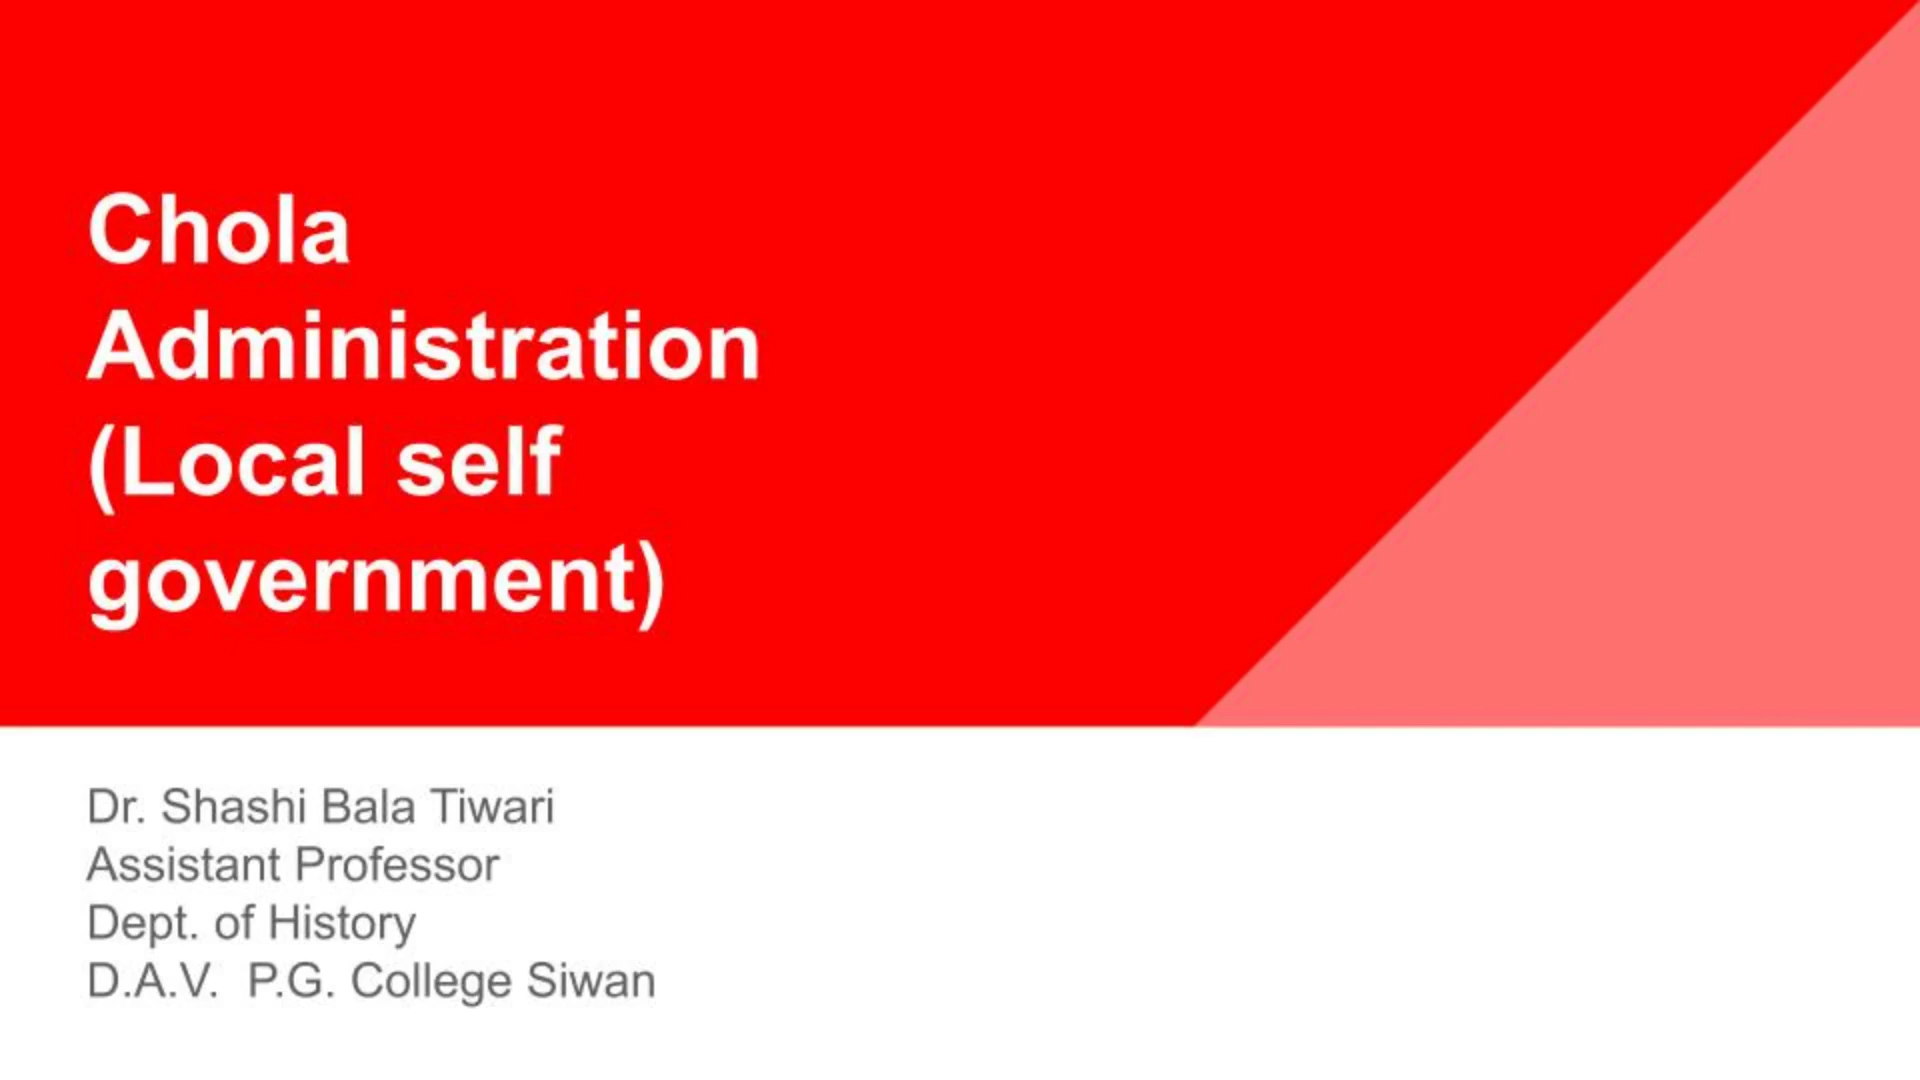 Chola
Administration
(Local self
government)
Dr. Shashi Bala Tiwari
Assistant Professor
Dept. of History
D.A.V.  P.G. College Siwan